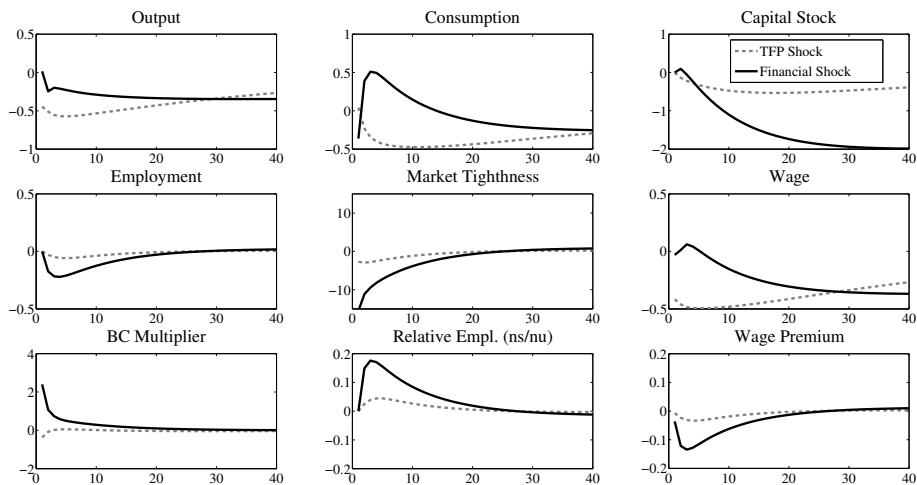 Output
Consumption
Capital Stock
0.5
0
−0.5
−1
0 10 20 30 40
0.5
0
−0.5
0 10 20 30 40
1
0
−1
−2
0 10 20 30 40
TFP Shock
Financial Shock
Employment
Market Tighthness
Wage
0.5
0
−0.5
0 10 20 30 40
10
0
−10
0 10 20 30 40
0.5
0
−0.5
0 10 20 30 40
BC Multiplier
Relative Empl. (ns/nu)
Wage Premium
4
2
0
−2
0 10 20 30 40
0.2
0.1
0
−0.1
−0.2
0 10 20 30 40
0.2
0.1
0
−0.1
−0.2
0 10 20 30 40